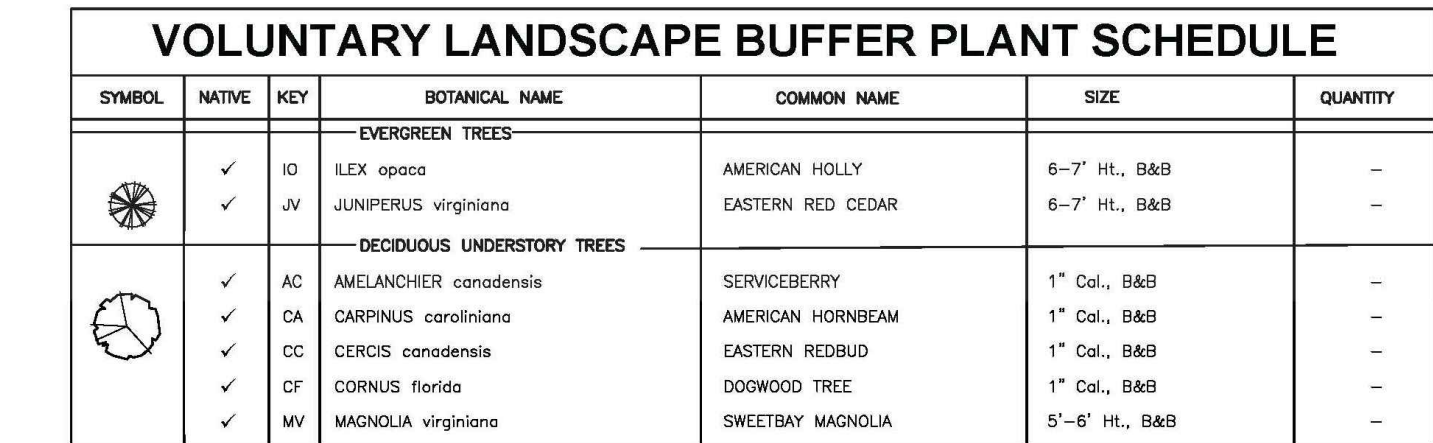 VOLUNTARY LANDSCAPE BUFFER PLANT SCHEDULE
SYMBOL NATIVE KEY BOTANICAL NAME COMMON NAME SIZE QUANTITY
EVERGREEN TREES
✓ IO ILEX opaca AMERICAN HOLLY 6–7' Ht., B&B –
✓ JV JUNIPERUS virginiana EASTERN RED CEDAR 6–7' Ht., B&B –
DECIDUOUS UNDERSTORY TREES
✓ AC AMELANCHIER canadensis SERVICEBERRY 1" Cal., B&B –
✓ CA CARPINUS caroliniana AMERICAN HORNBEAM 1" Cal., B&B –
✓ CC CERCIS canadensis EASTERN REDBUD 1" Cal., B&B –
✓ CF CORNUS florida DOGWOOD TREE 1" Cal., B&B –
✓ MV MAGNOLIA virginiana SWEETBAY MAGNOLIA 5'–6' Ht., B&B –